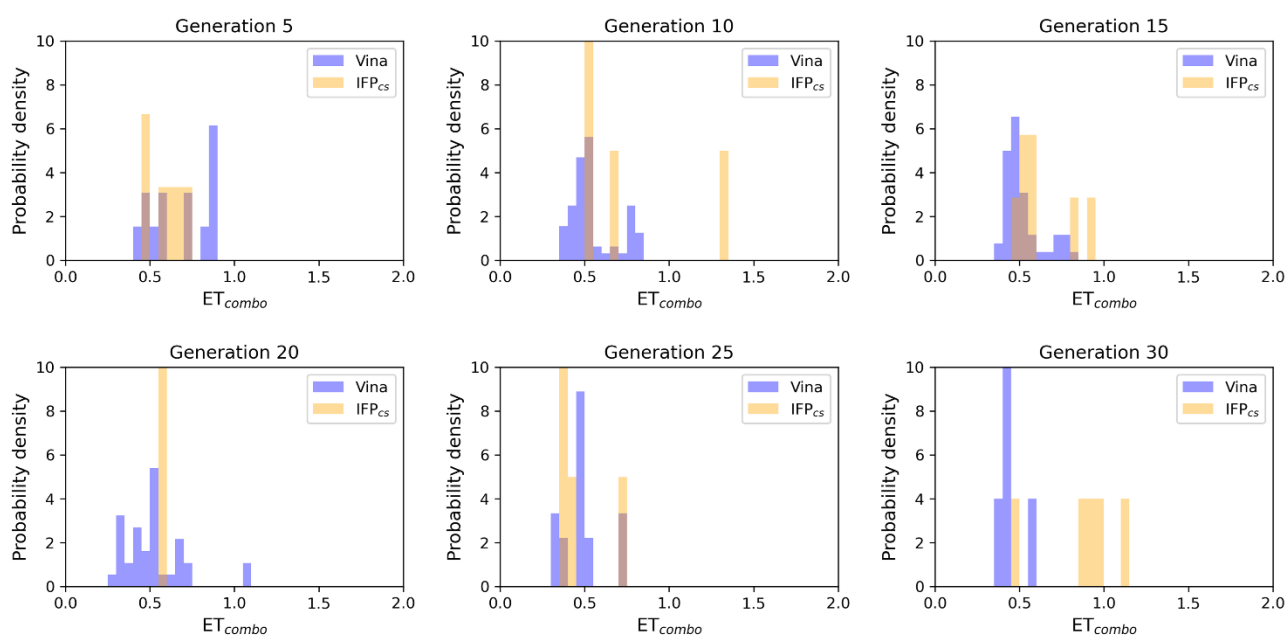 Generation 5
Generation 10
Generation 15
Probability density
10
8
6
4
2
0
Vina
IFPcs
0.0 0.5 1.0 1.5 2.0
ETcombo
Probability density
10
8
6
4
2
0
Vina
IFPcs
0.0 0.5 1.0 1.5 2.0
ETcombo
Probability density
10
8
6
4
2
0
Vina
IFPcs
0.0 0.5 1.0 1.5 2.0
ETcombo
Generation 20
Generation 25
Generation 30
Probability density
10
8
6
4
2
0
Vina
IFPcs
0.0 0.5 1.0 1.5 2.0
ETcombo
Probability density
10
8
6
4
2
0
Vina
IFPcs
0.0 0.5 1.0 1.5 2.0
ETcombo
Probability density
10
8
6
4
2
0
Vina
IFPcs
0.0 0.5 1.0 1.5 2.0
ETcombo